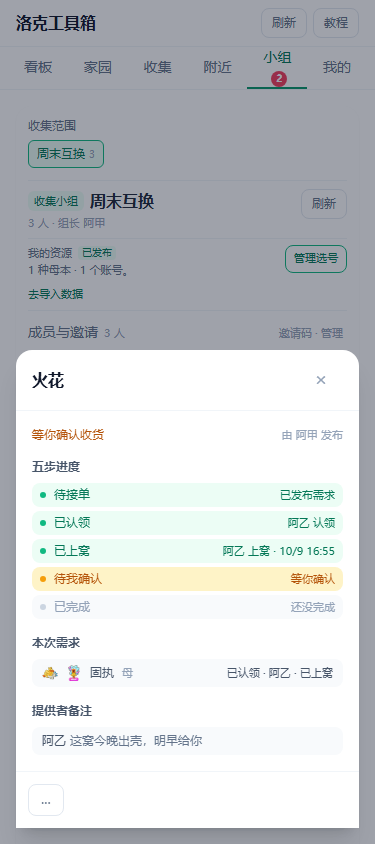 洛克工具箱
刷新 教程
看板 家园 收集 附近 小组 我的
2
收集范围
周末互换 3
收集小组 周末互换 刷新
3 人 · 组长 阿甲
我的资源 已发布
管理选号
1 种母本 · 1 个账号。
去导入数据
成员与邀请 3 人 邀请码 · 管理
火花 ×
等你确认收货 由 阿甲 发布
五步进度
待接单 已发布需求
已认领 阿乙 认领
已上窝 阿乙 上窝 · 10/9 16:55
待我确认 等你确认
已完成 还没完成
本次需求
固执 母 已认领 · 阿乙 · 已上窝
提供者备注
阿乙 这窝今晚出壳，明早给你
...